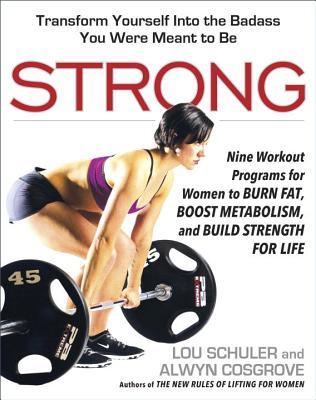 Transform Yourself Into the Badass
You Were Meant to Be
STRONG
Nine Workout
Programs for
Women to BURN FAT,
BOOST METABOLISM,
and BUILD STRENGTH
FOR LIFE
45
45
LOU SCHULER and
ALWYN COSGROVE
Authors of THE NEW RULES OF LIFTING FOR WOMEN